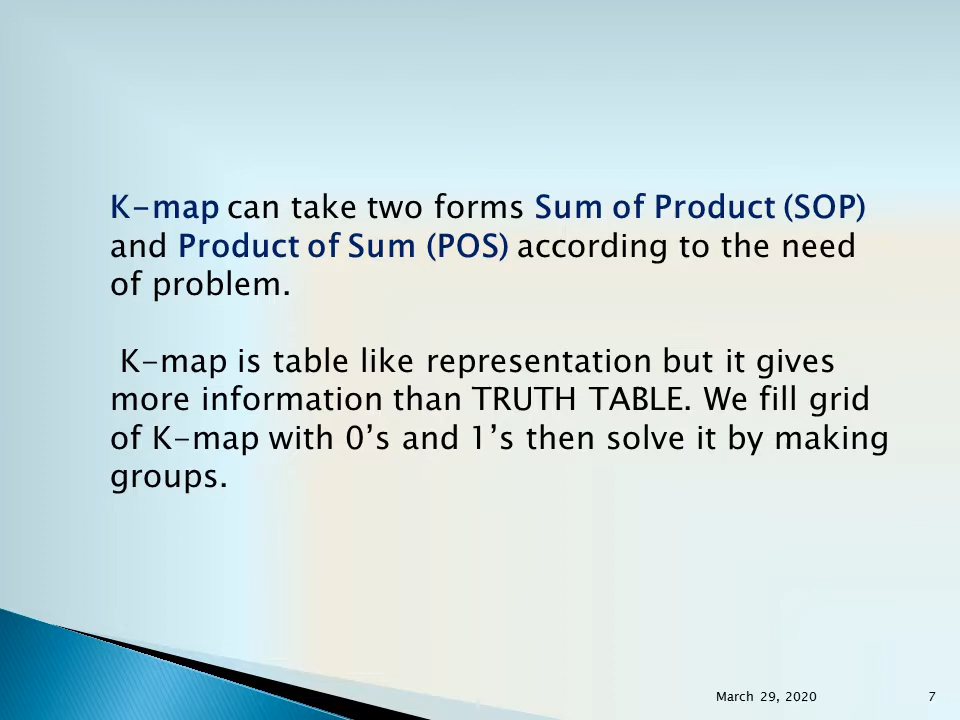 K-map can take two forms Sum of Product (SOP)
and Product of Sum (POS) according to the need
of problem.
K-map is table like representation but it gives
more information than TRUTH TABLE. We fill grid
of K-map with 0’s and 1’s then solve it by making
groups.
March 29, 2020 7